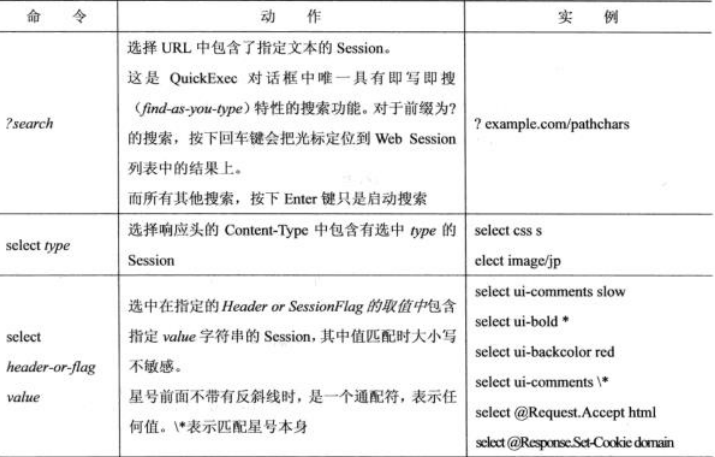 命 令 动 作 实 例
?search
选择 URL 中包含了指定文本的 Session。
这是 QuickExec 对话框中唯一具有即写即搜
（find-as-you-type）特性的搜索功能。对于前缀为?
的搜索，按下回车键会把光标定位到 Web Session
列表中的结果上。
而所有其他搜索，按下 Enter 键只是启动搜索
? example.com/pathchars
select type
选择响应头的 Content-Type 中包含有选中 type 的
Session
select css s
elect image/jp
select
header-or-flag
value
选中在指定的 Header or SessionFlag 的取值中包含
指定 value 字符串的 Session，其中值匹配时大小写
不敏感。
星号前面不带有反斜线时，是一个通配符，表示任
何值。\*表示匹配星号本身
select ui-comments slow
select ui-bold *
select ui-backcolor red
select ui-comments \*
select @Request.Accept html
select @Response.Set-Cookie domain